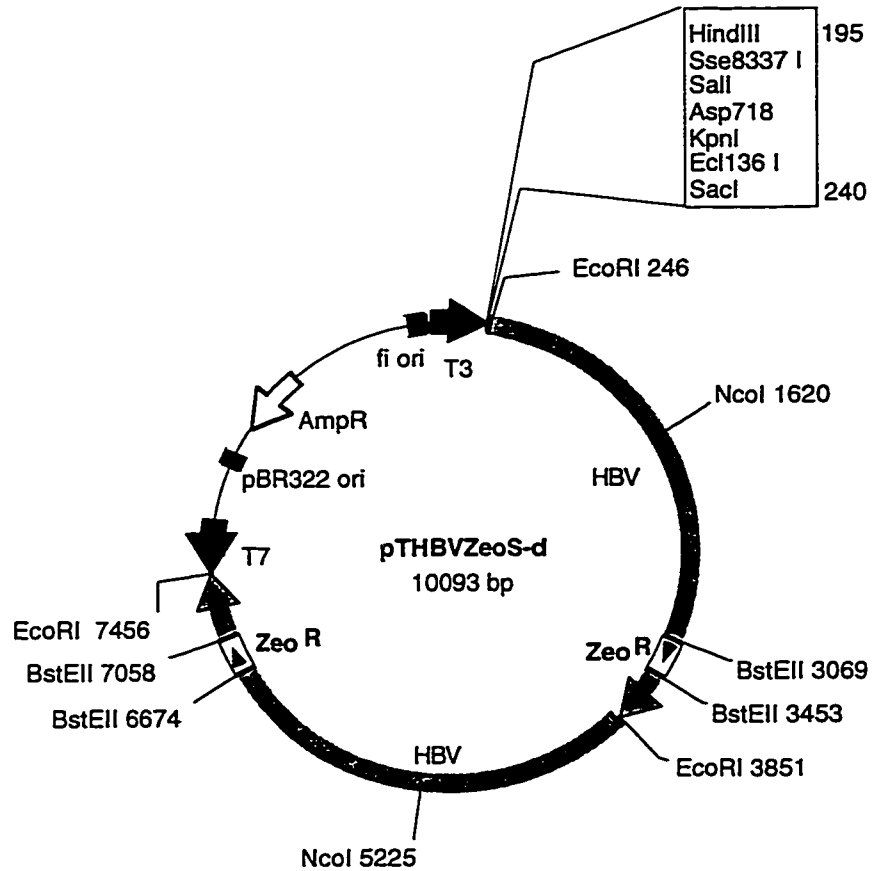 HindIII 195
Sse8337 I
SalI
Asp718
KpnI
Ecl136 I
SacI 240
EcoRI 246
fi ori
T3
NcoI 1620
AmpR
HBV
pBR322 ori
pTHBVZeoS-d
10093 bp
T7
EcoRI 7456
Zeo R
Zeo R
BstEII 7058
BstEII 3069
BstEII 6674
BstEII 3453
HBV
EcoRI 3851
NcoI 5225